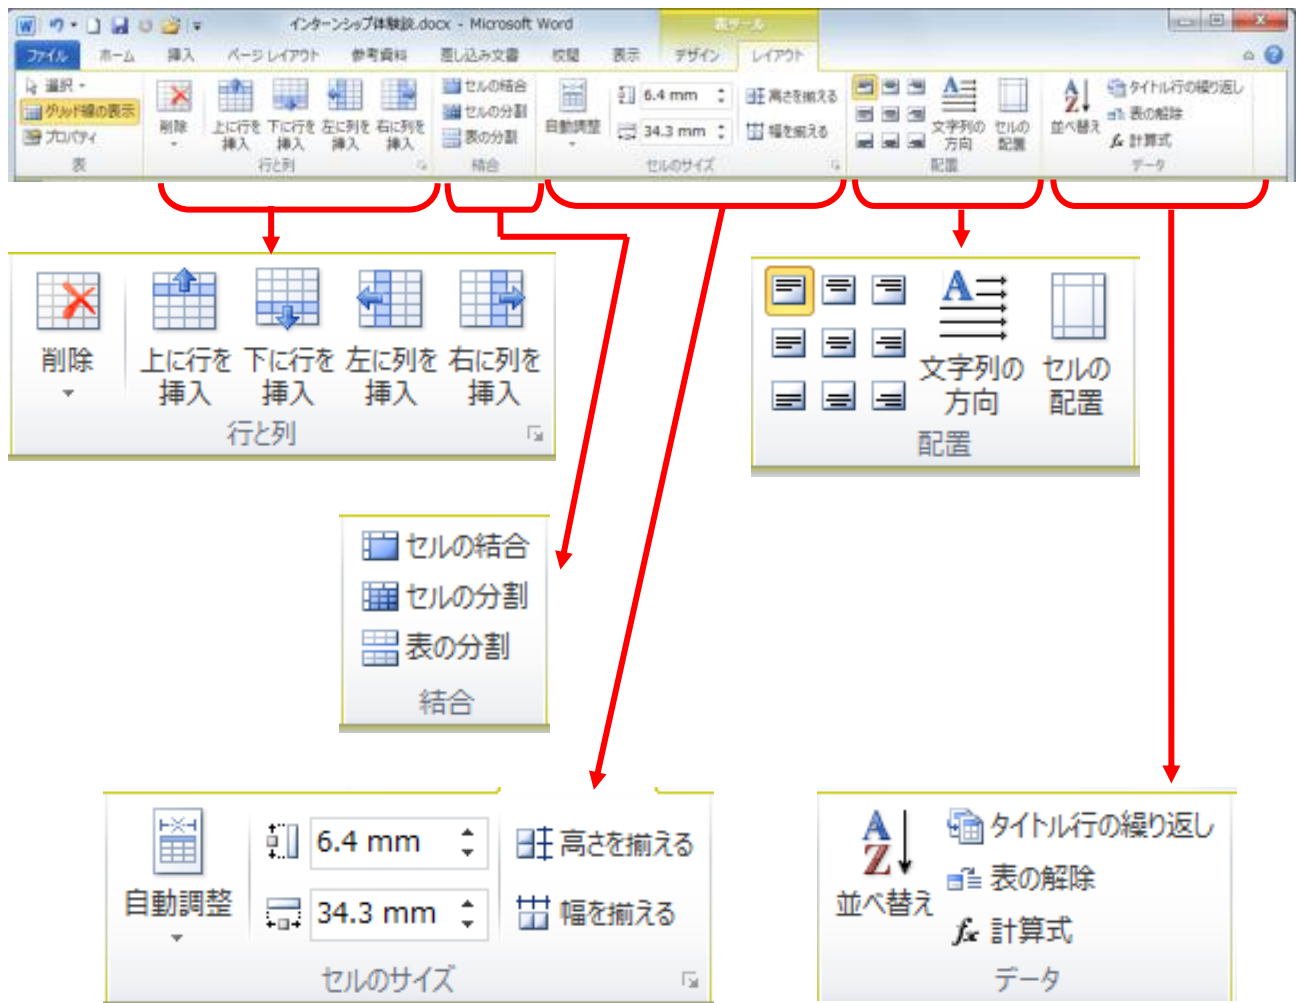 インターンシップ体験談.docx - Microsoft Word
表ツール
ファイル ホーム 挿入 ページ レイアウト 参考資料 差し込み文書 校閲 表示 デザイン レイアウト
選択
グリッド線の表示
プロパティ
表
削除
上に行を挿入
下に行を挿入
左に列を挿入
右に列を挿入
行と列
セルの結合
セルの分割
表の分割
結合
自動調整
6.4 mm
34.3 mm
高さを揃える
幅を揃える
セルのサイズ
文字列の方向
セルの配置
配置
並べ替え
タイトル行の繰り返し
表の解除
fx 計算式
データ
削除
上に行を
挿入
下に行を
挿入
左に列を
挿入
右に列を
挿入
行と列
文字列の
方向
セルの
配置
配置
セルの結合
セルの分割
表の分割
結合
自動調整
6.4 mm
34.3 mm
高さを揃える
幅を揃える
セルのサイズ
A
Z
並べ替え
タイトル行の繰り返し
表の解除
fx 計算式
データ